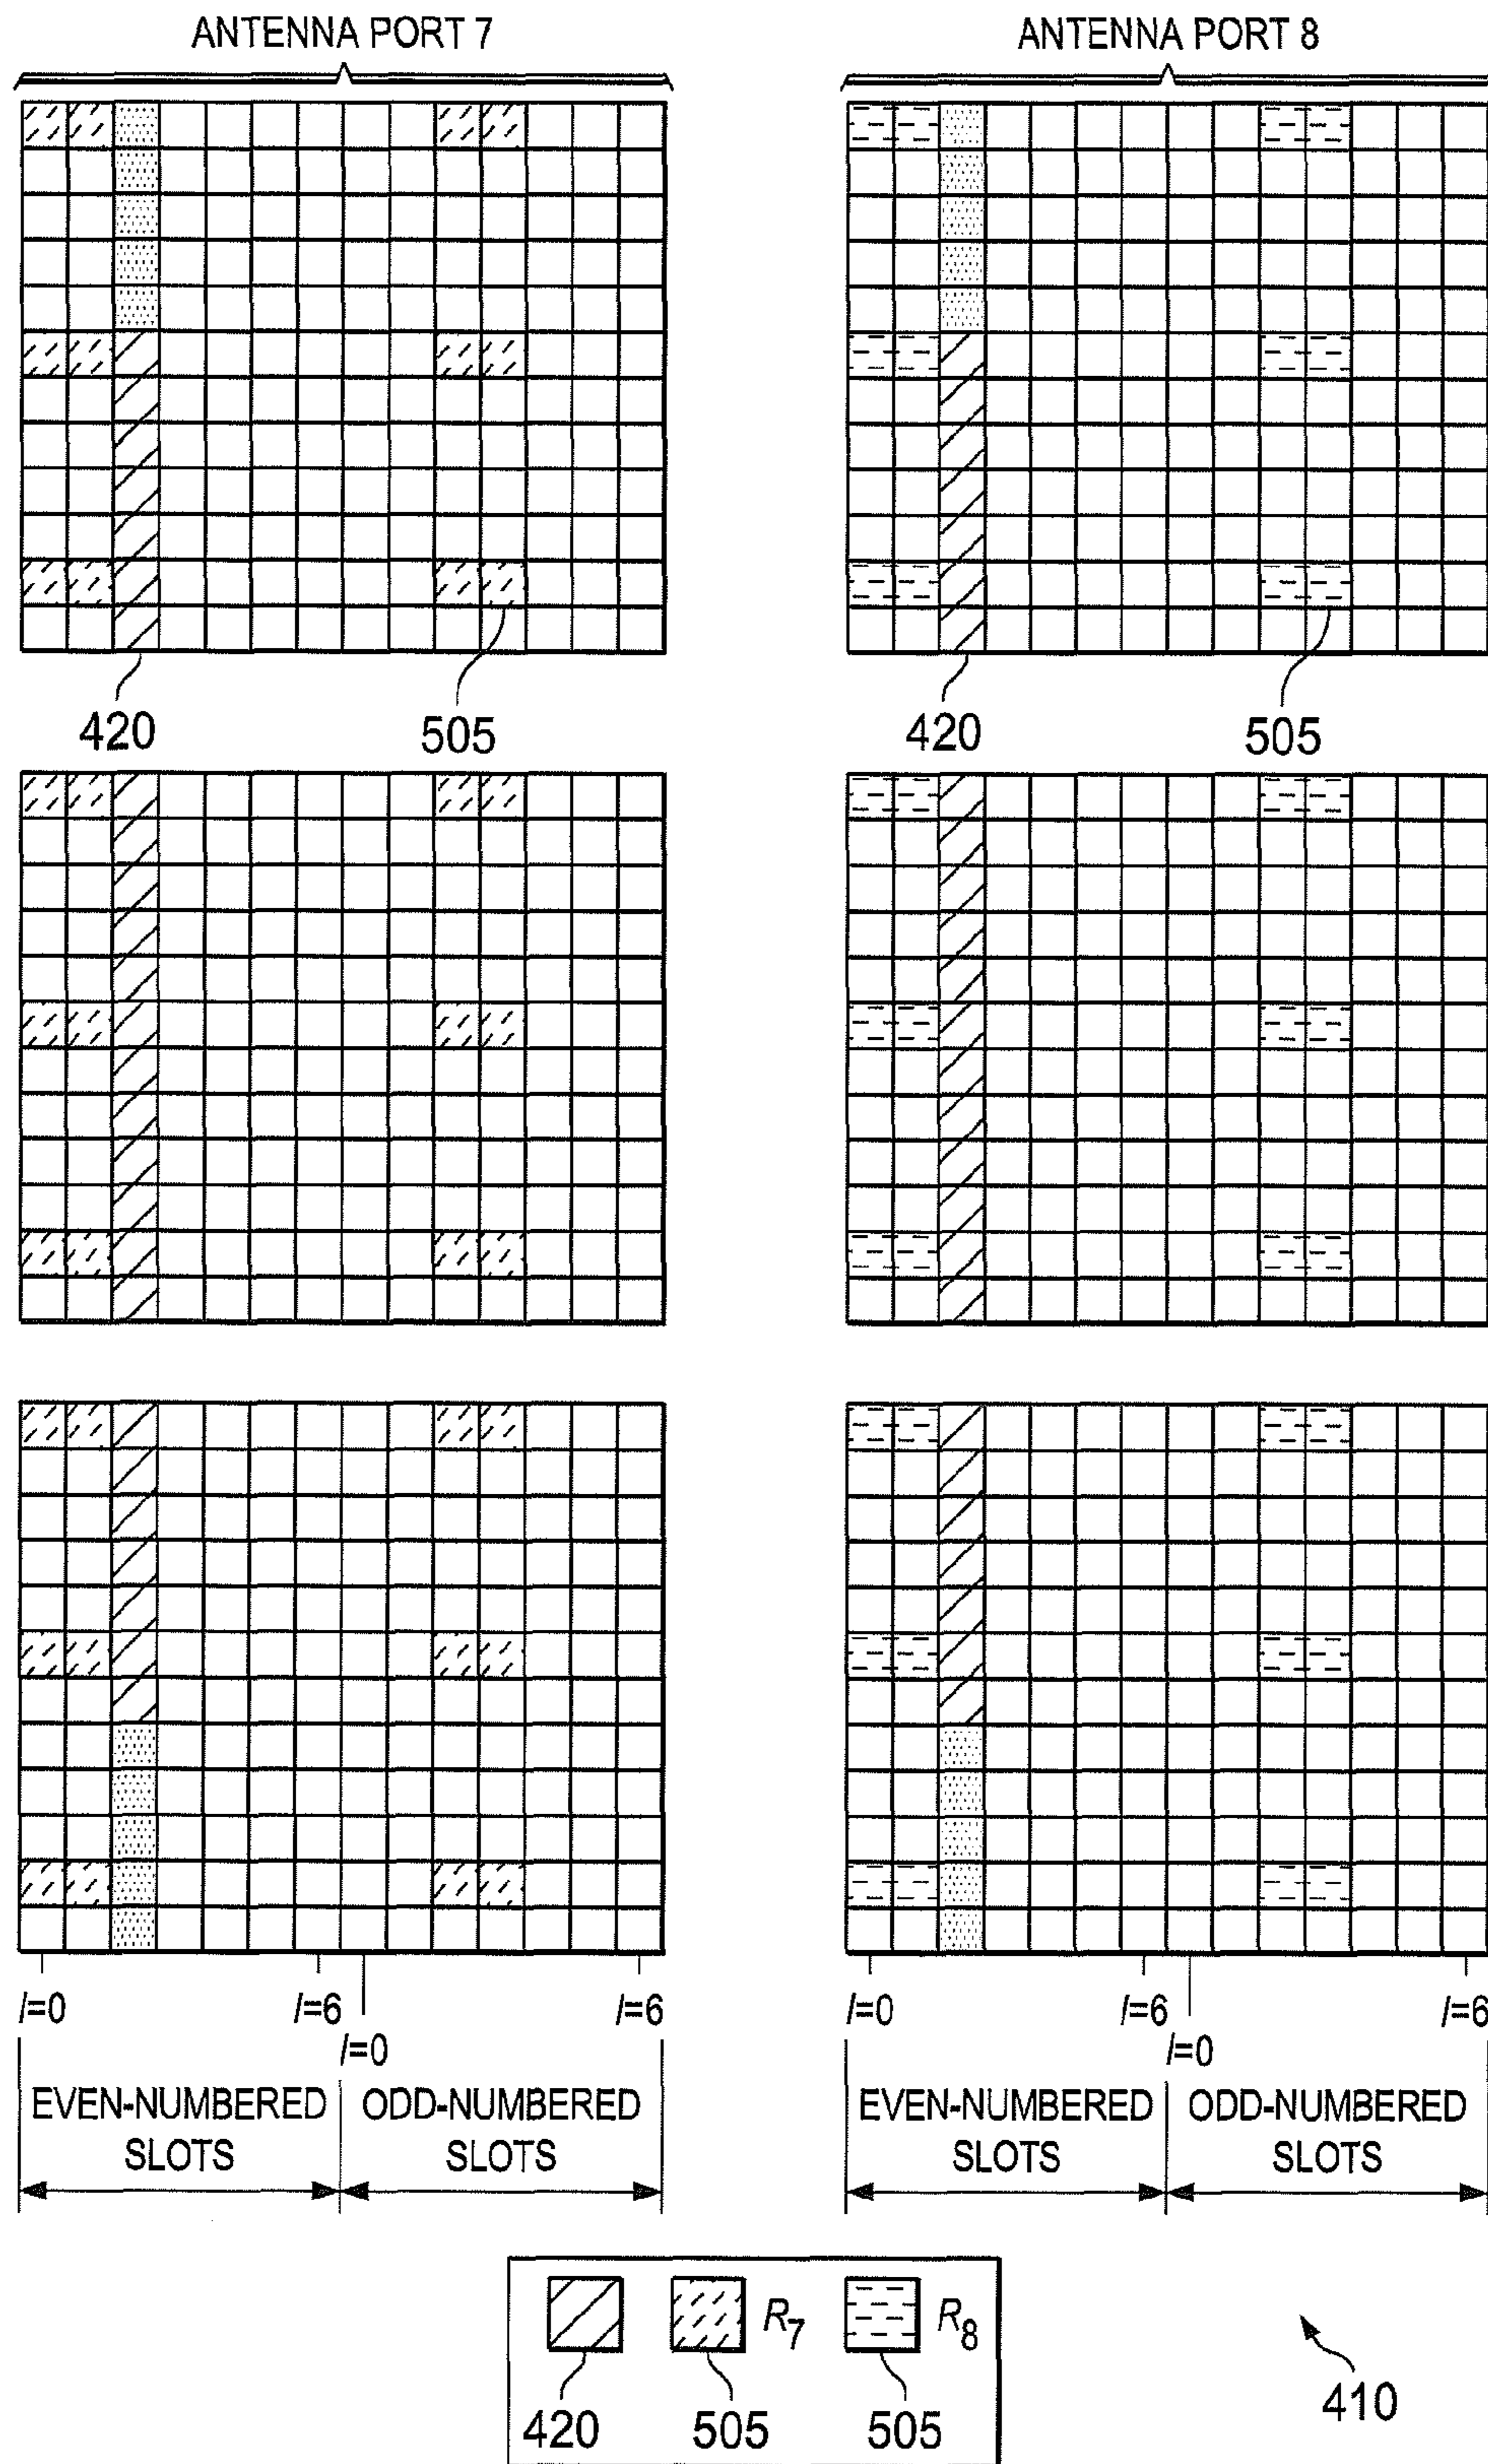 ANTENNA PORT 7
ANTENNA PORT 8
420
505
420
505
l=0
l=6
l=0
l=6
l=0
l=6
l=0
l=6
EVEN-NUMBERED SLOTS
ODD-NUMBERED SLOTS
EVEN-NUMBERED SLOTS
ODD-NUMBERED SLOTS
R7
R8
420
505
505
410